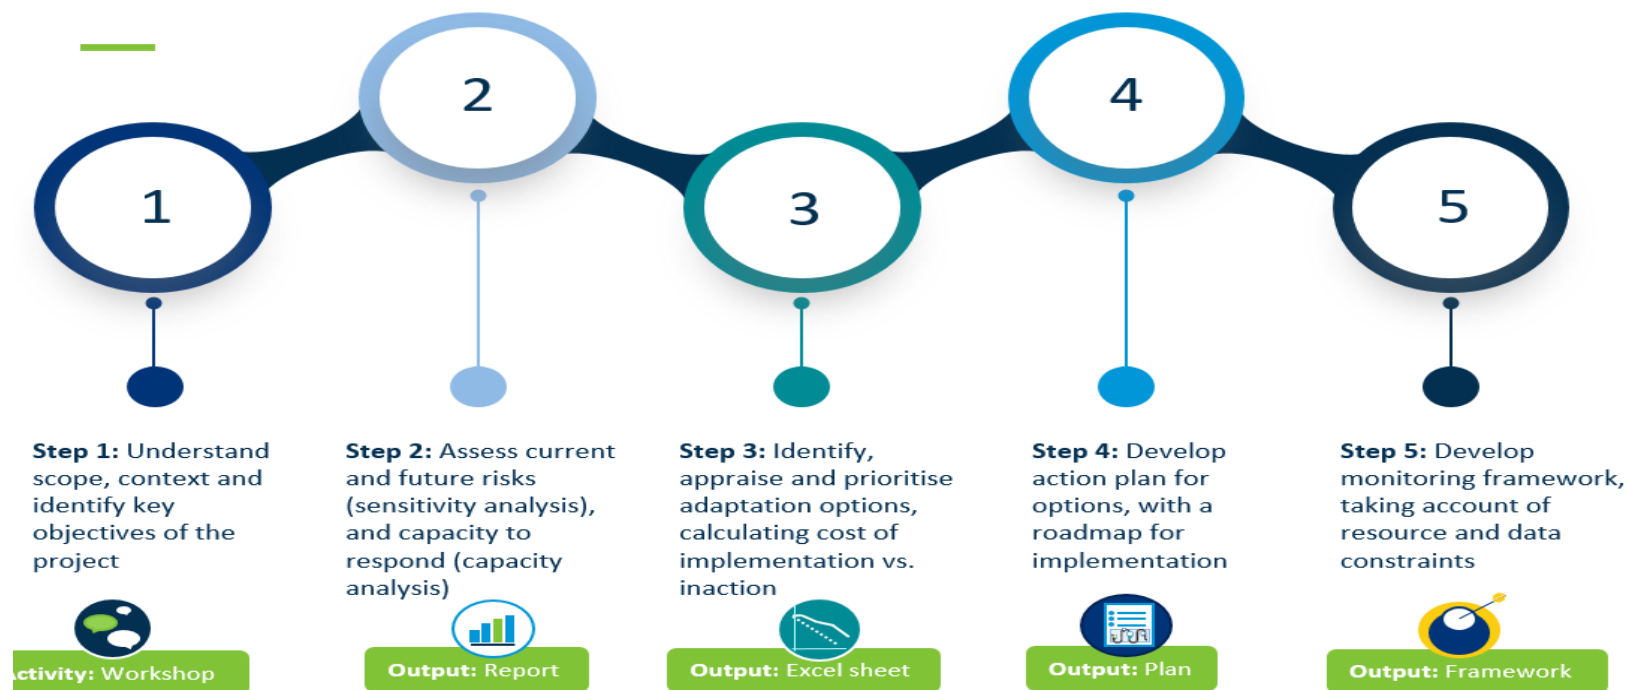 1
2
3
4
5
Step 1: Understand
scope, context and
identify key
objectives of the
project
Step 2: Assess current
and future risks
(sensitivity analysis),
and capacity to
respond (capacity
analysis)
Step 3: Identify,
appraise and prioritise
adaptation options,
calculating cost of
implementation vs.
inaction
Step 4: Develop
action plan for
options, with a
roadmap for
implementation
Step 5: Develop
monitoring framework,
taking account of
resource and data
constraints
ctivity: Workshop
Output: Report
Output: Excel sheet
Output: Plan
Output: Framework